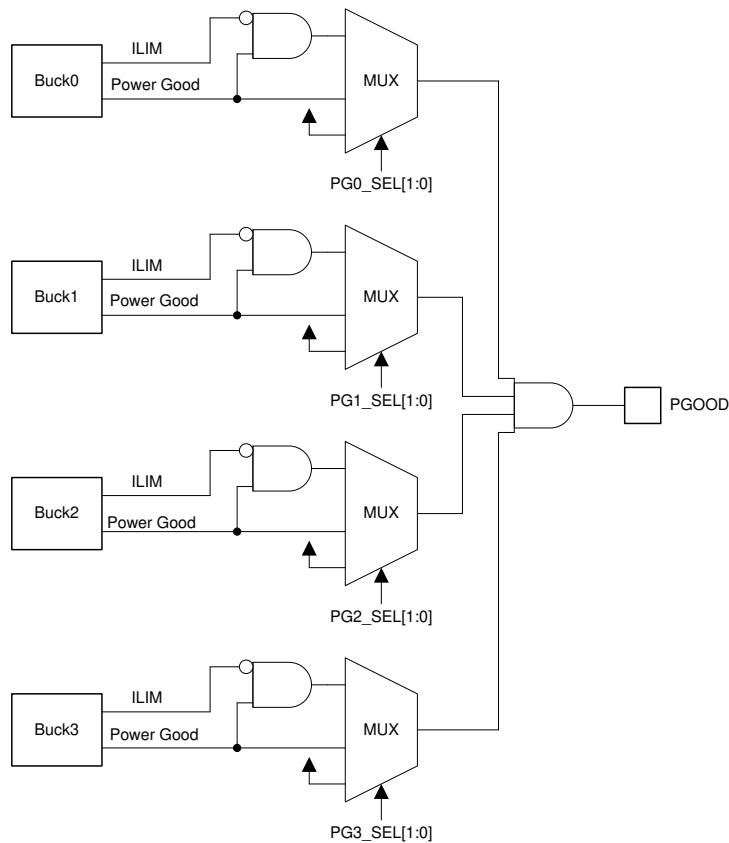 ILIM
Buck0
MUX
Power Good
PG0_SEL[1:0]
ILIM
Buck1
MUX
Power Good
PG1_SEL[1:0]
PGOOD
ILIM
Buck2
MUX
Power Good
PG2_SEL[1:0]
ILIM
Buck3
MUX
Power Good
PG3_SEL[1:0]